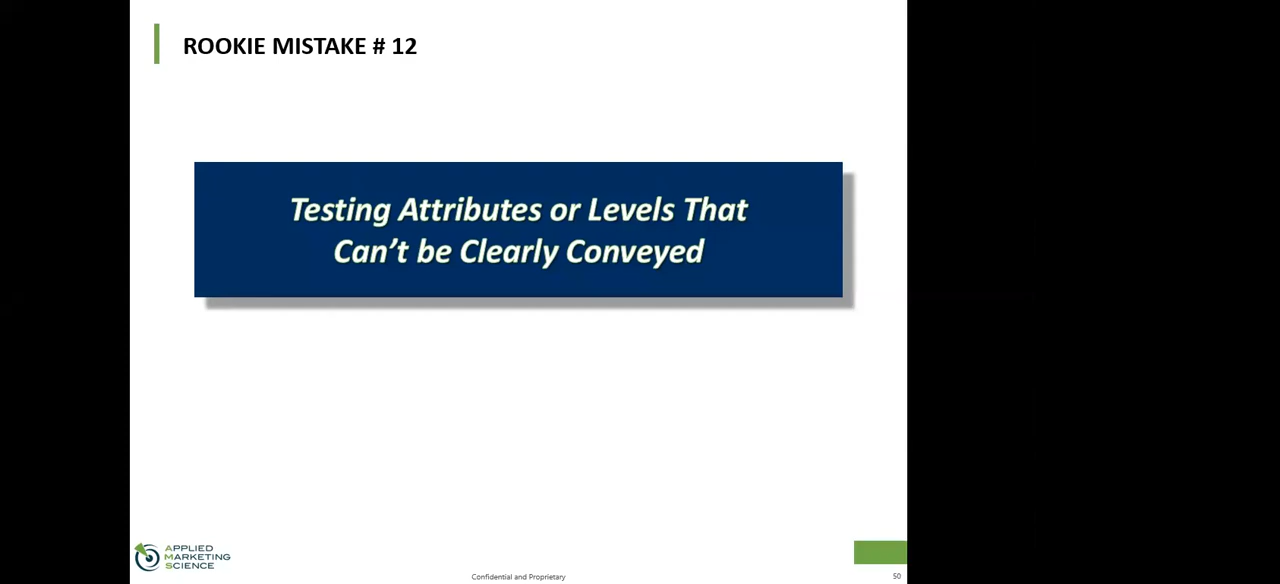 ROOKIE MISTAKE # 12
Testing Attributes or Levels That
Can't be Clearly Conveyed
APPLIED
MARKETING
SCIENCE
Confidential and Proprietary
50